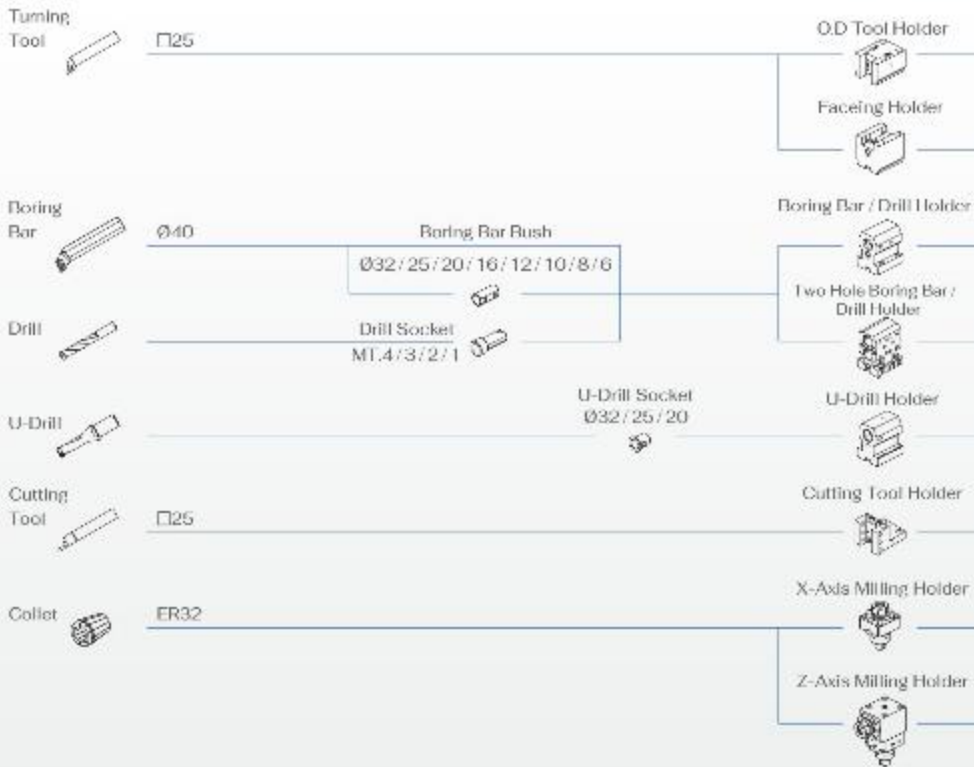 Turning
Tool
□25
O.D Tool Holder
Faceing Holder
Boring
Bar
Ø40
Boring Bar Bush
Ø32/25/20/16/12/10/8/6
Boring Bar / Drill Holder
Two Hole Boring Bar /
Drill Holder
Drill
Drill Socket
MT.4/3/2/1
U-Drill
U-Drill Socket
Ø32/25/20
U-Drill Holder
Cutting
Tool
□25
Cutting Tool Holder
Collet
ER32
X-Axis Milling Holder
Z-Axis Milling Holder